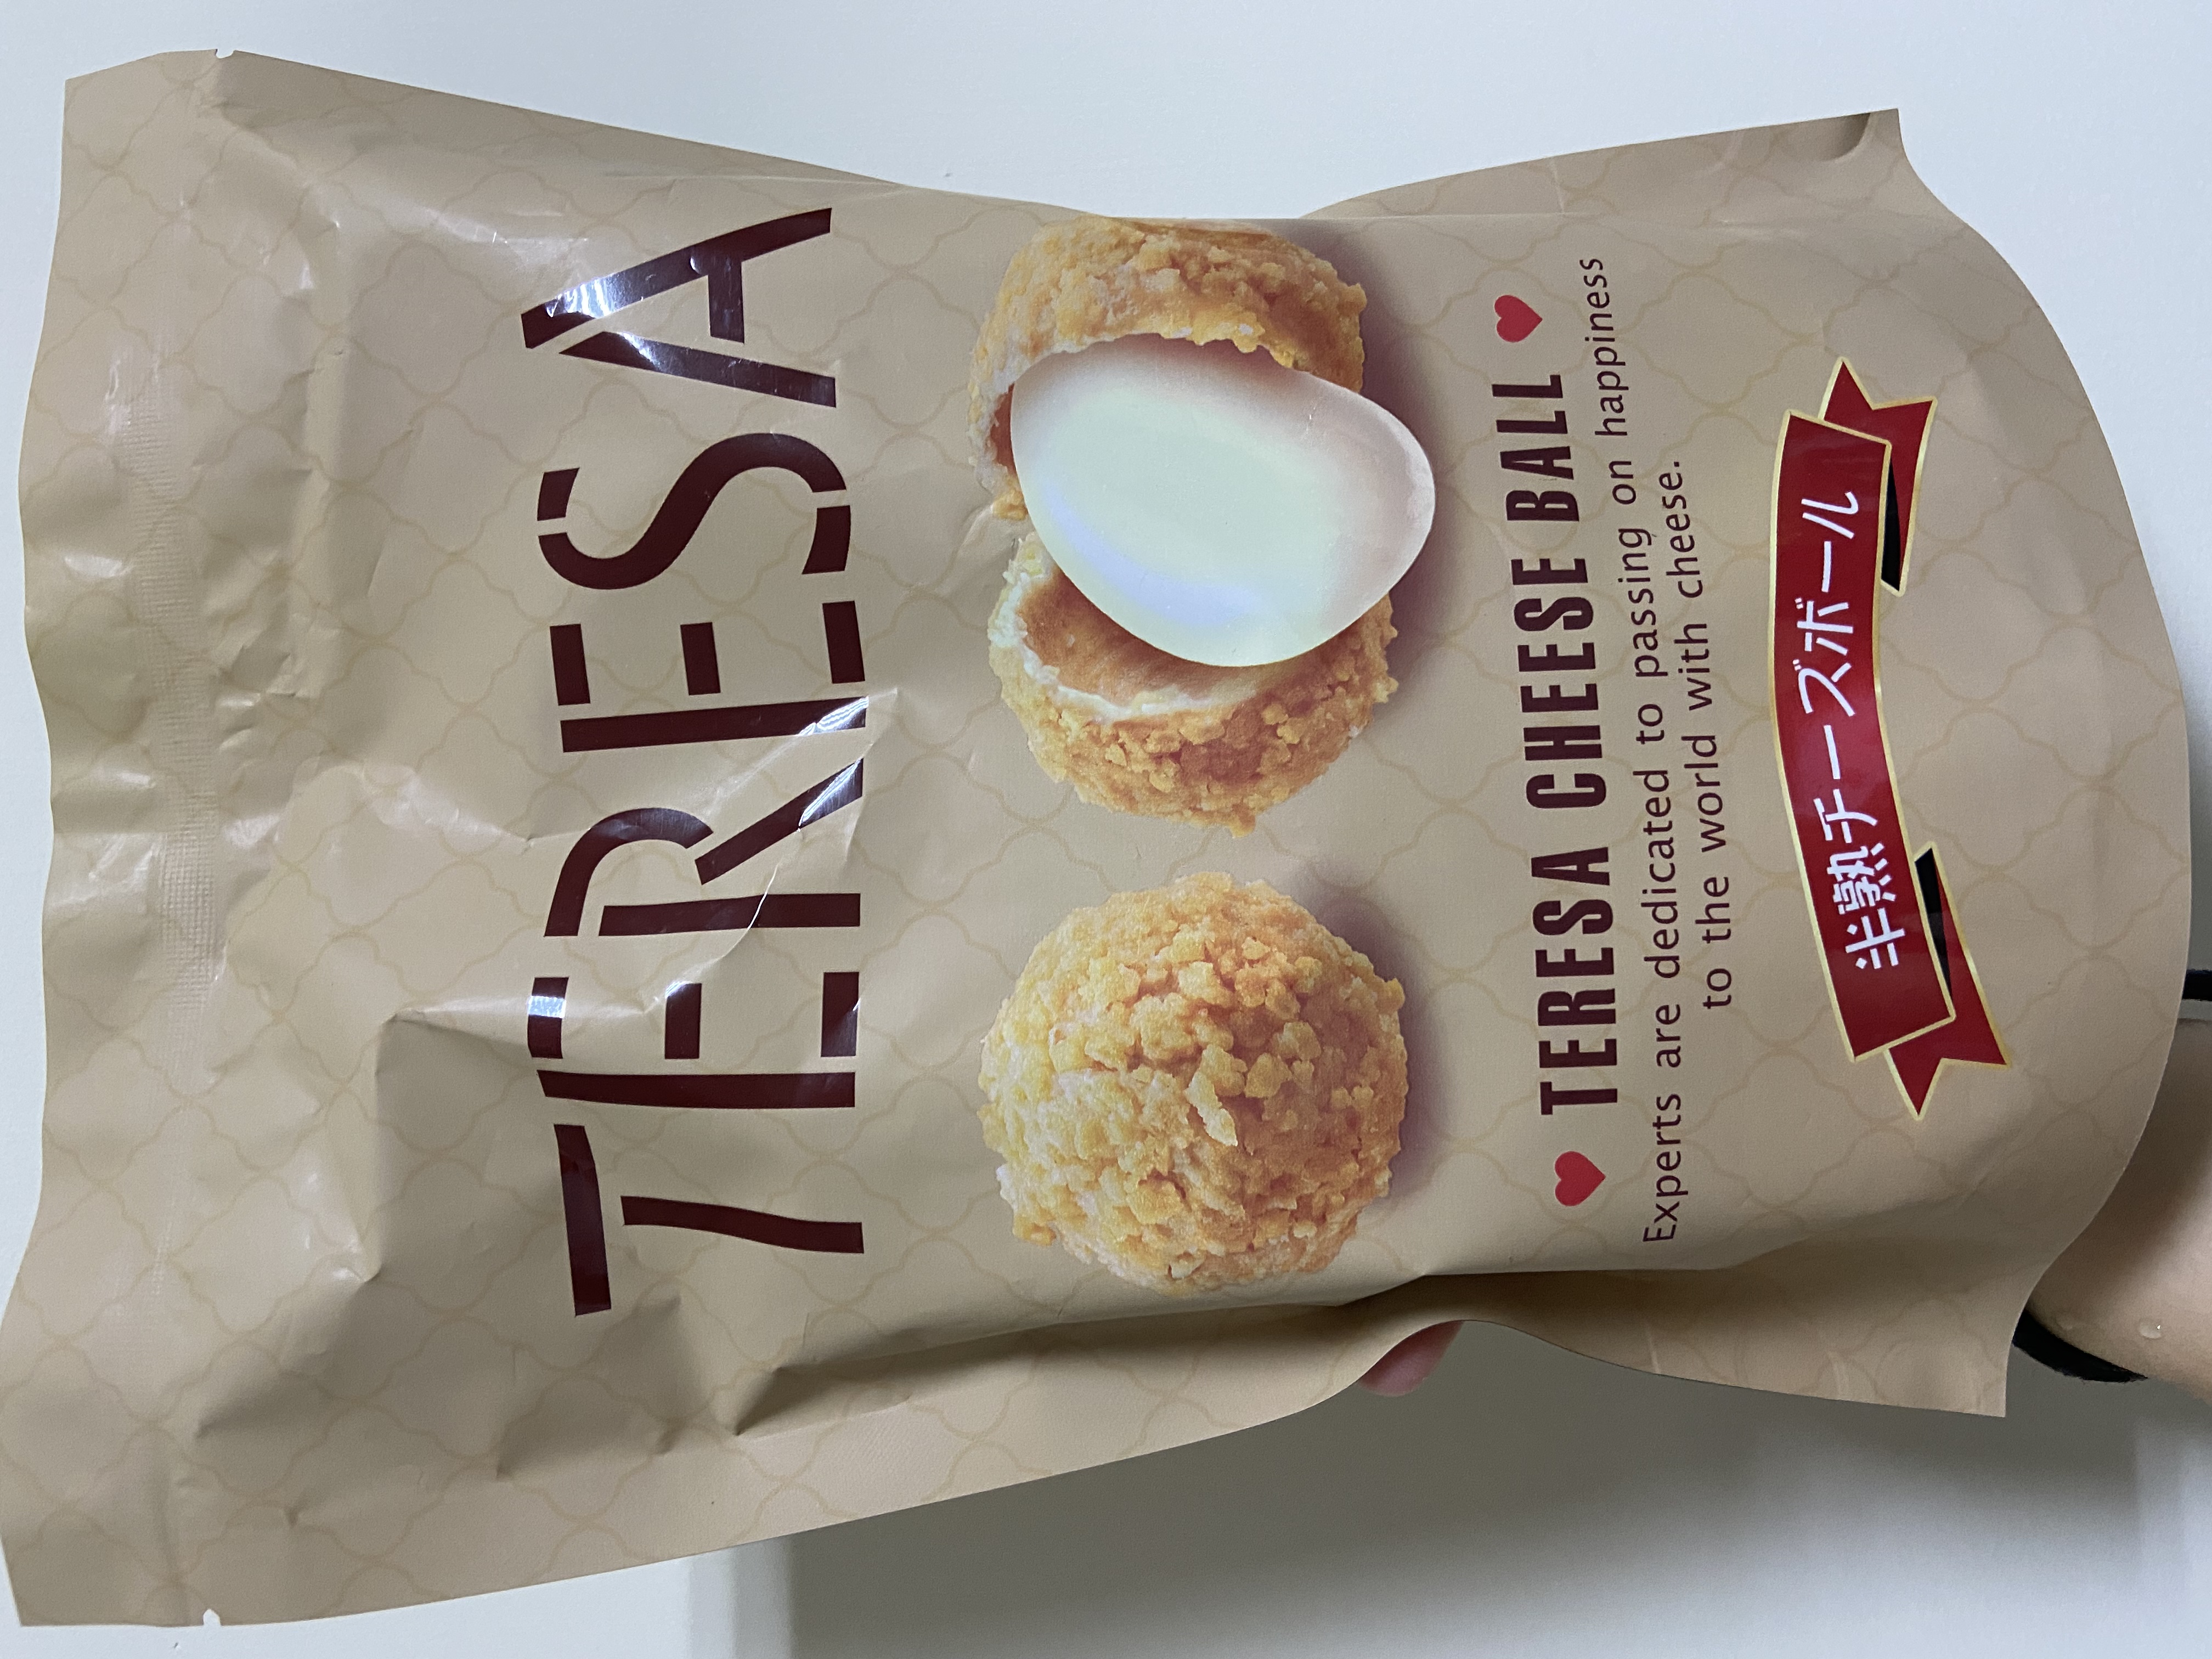 TERESA
TERESA CHEESE BALL
Experts are dedicated to passing on happiness
to the world with cheese.
半熟チーズボール